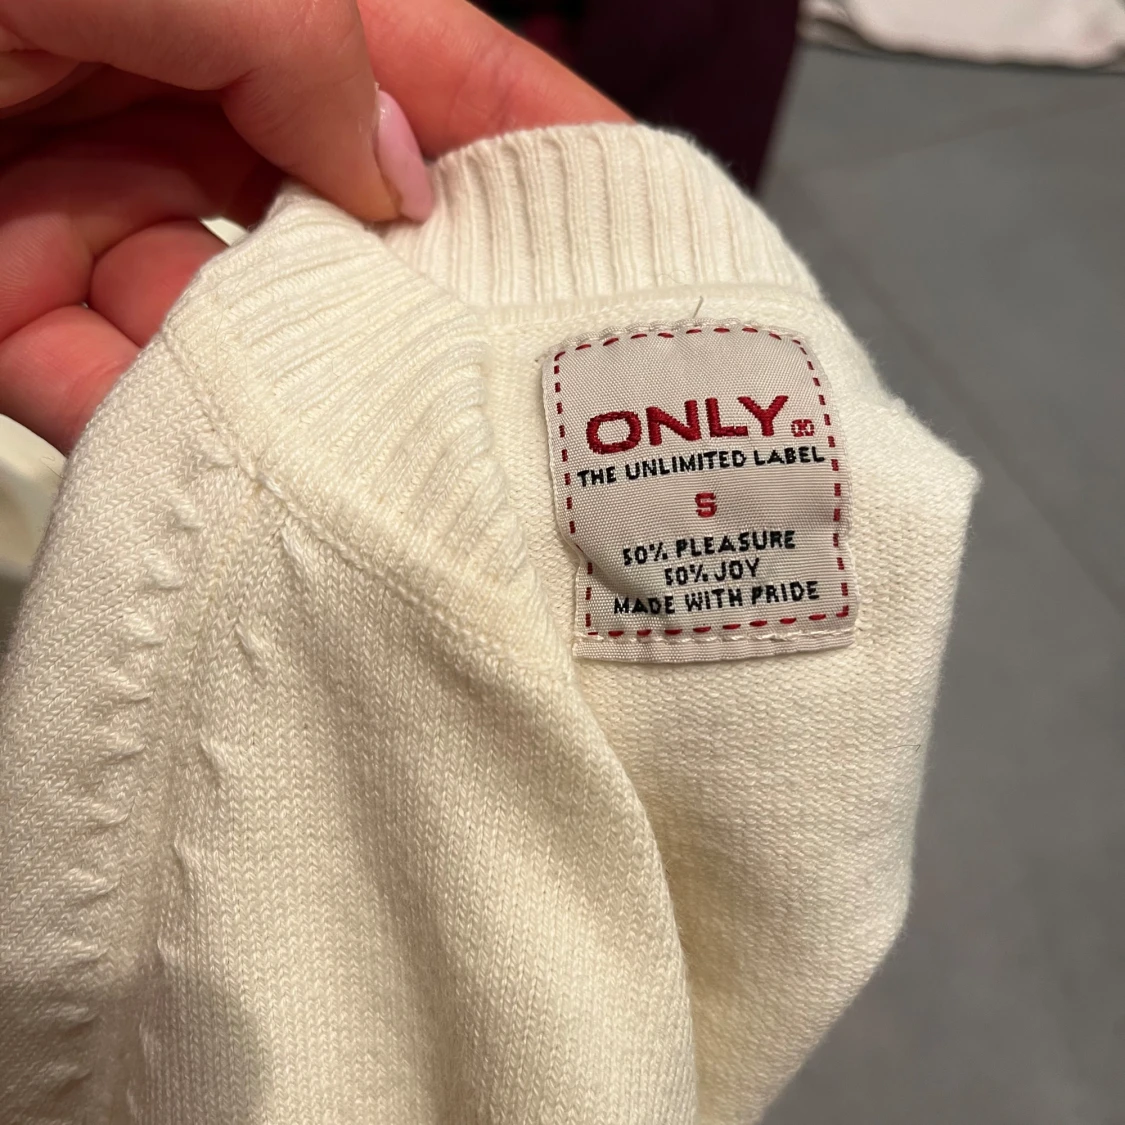 ONLY
THE UNLIMITED LABEL
S
50% PLEASURE
50% JOY
MADE WITH PRIDE